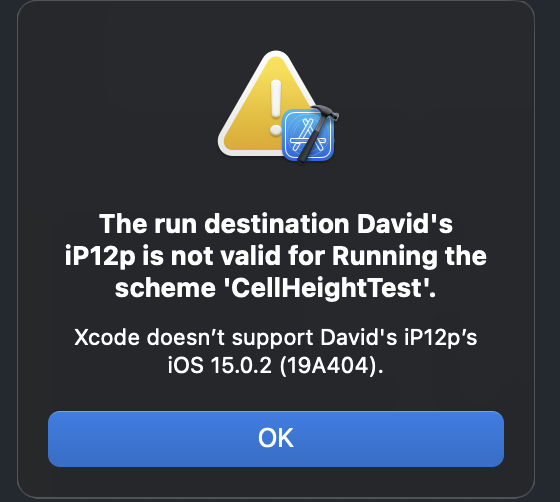 The run destination David's
iP12p is not valid for Running the
scheme 'CellHeightTest'.
Xcode doesn’t support David's iP12p’s
iOS 15.0.2 (19A404).
OK